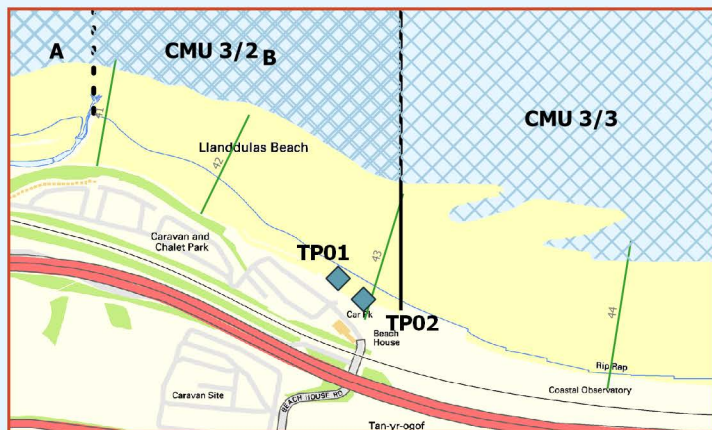 A
CMU 3/2 B
CMU 3/3
41
Llanddulas Beach
42
Caravan and
Chalet Park
TP01
43
Car Pk
TP02
Beach
House
44
Rip Rap
Coastal Observatory
Caravan Site
BEACH HOUSE RD
Tan-yr-ogof